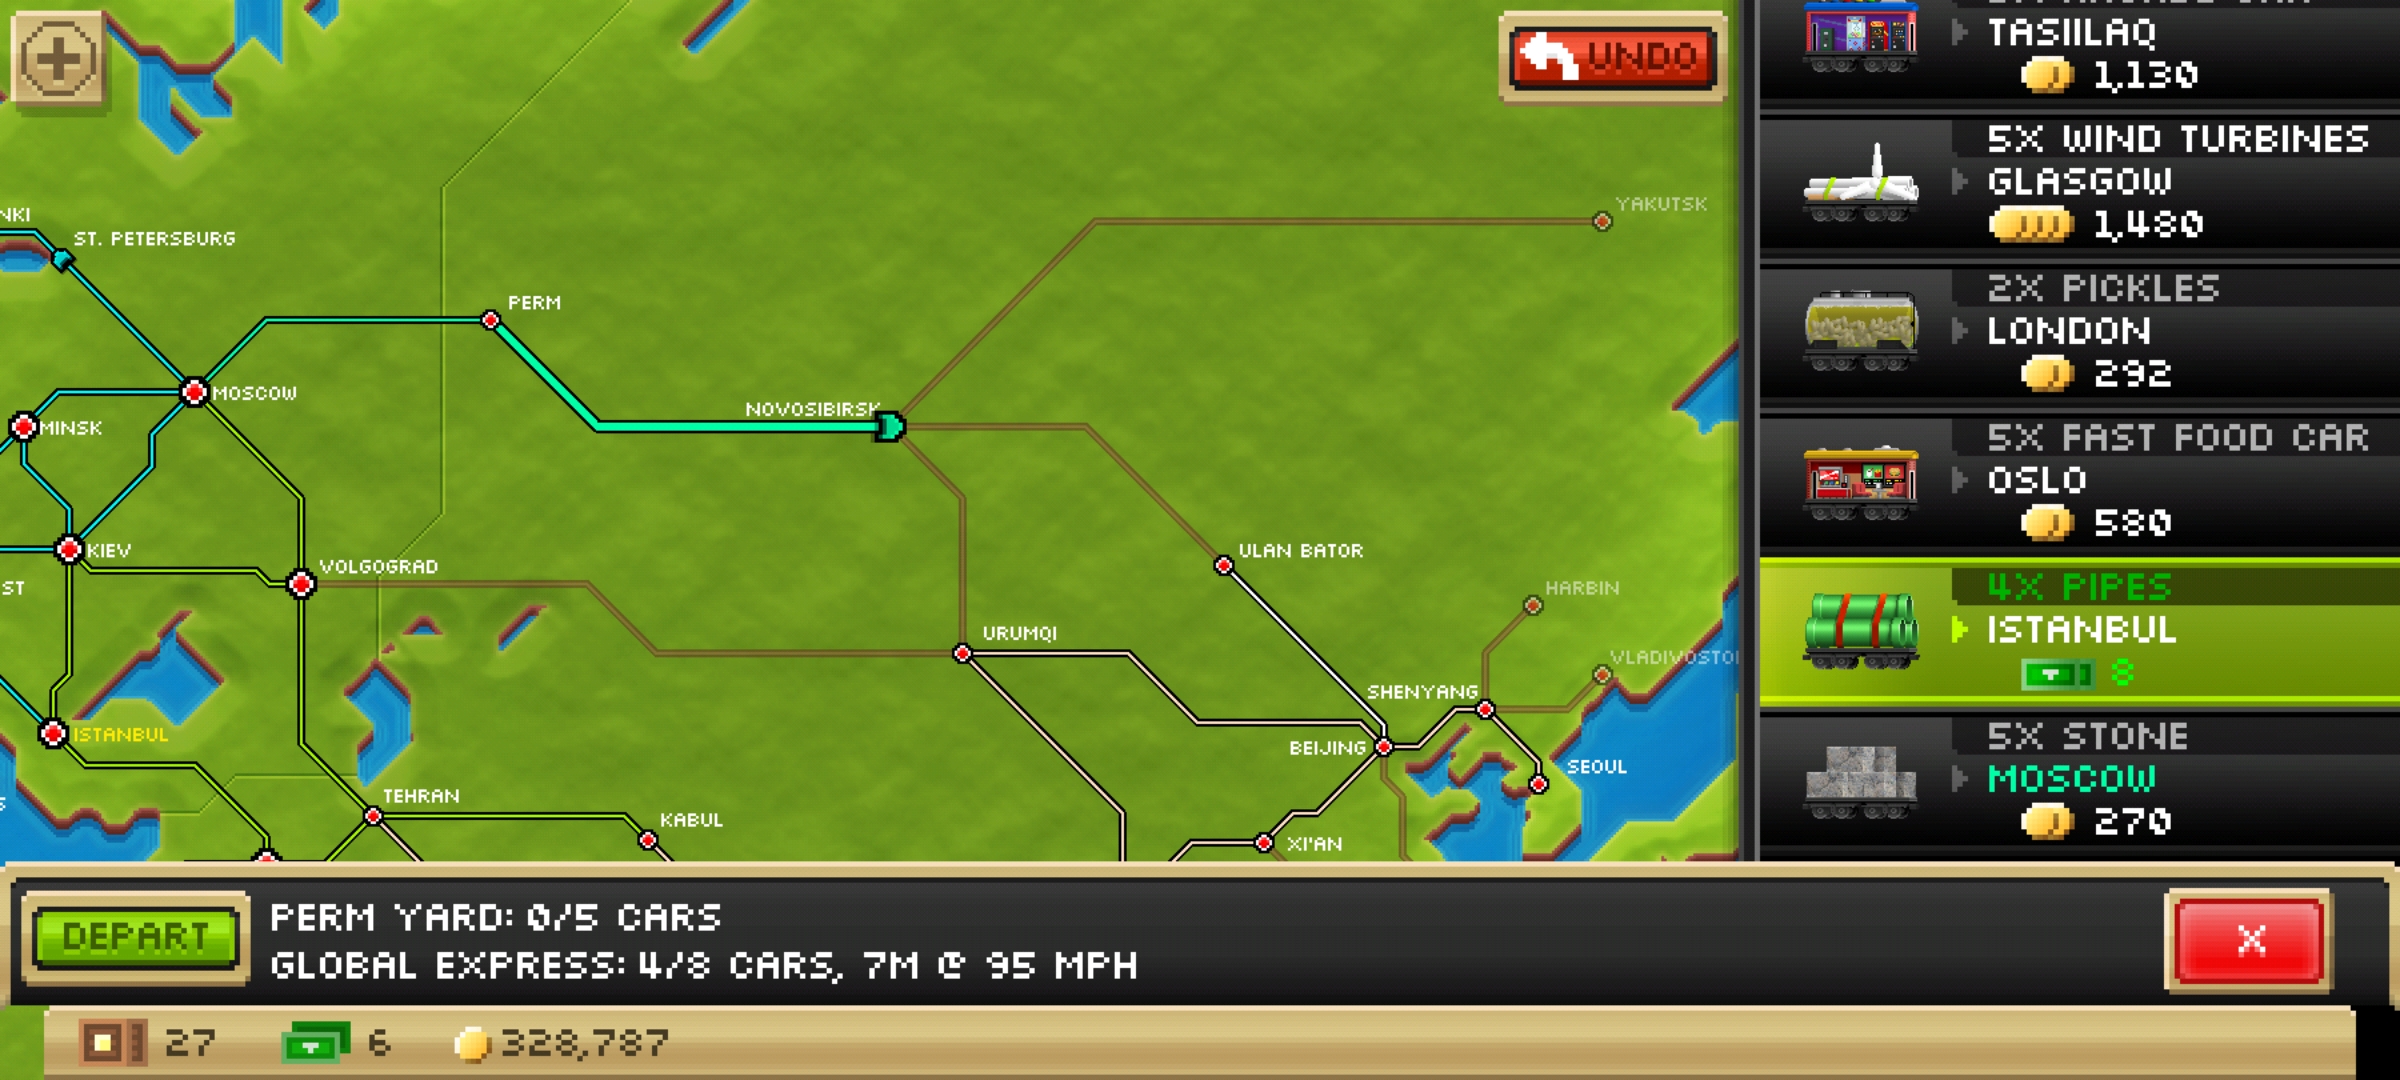 UNDO
YAKUTSK
NKI
ST. PETERSBURG
PERM
MOSCOW
NOVOSIBIRSK
MINSK
KIEV
ULAN BATOR
VOLGOGRAD
ST
HARBIN
URUMQI
VLADIVOSTO
SHENYANG
ISTANBUL
BEIJING
SEOUL
TEHRAN
KABUL
XI'AN
TASIILAQ
1,130
5X WIND TURBINES
GLASGOW
1,480
2X PICKLES
LONDON
292
5X FAST FOOD CAR
OSLO
580
4X PIPES
ISTANBUL
8
5X STONE
MOSCOW
270
DEPART
PERM YARD: 0/5 CARS
GLOBAL EXPRESS: 4/8 CARS, 7M @ 95 MPH
X
27
6
328,787